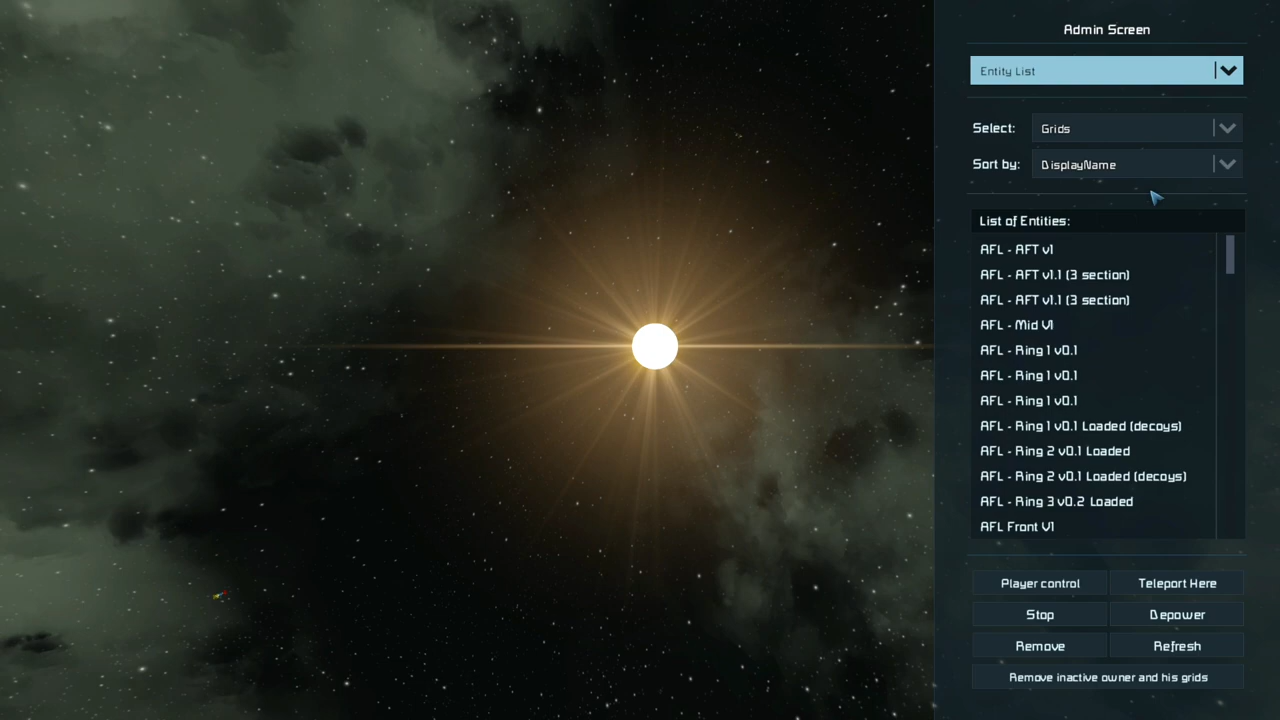 Admin Screen
Entity List
Select: Grids
Sort by: DisplayName
List of Entities:
AFL - AFT v1
AFL - AFT v1.1 (3 section)
AFL - AFT v1.1 (3 section)
AFL - Mid V1
AFL - Ring 1 v0.1
AFL - Ring 1 v0.1
AFL - Ring 1 v0.1
AFL - Ring 1 v0.1 Loaded (decoys)
AFL - Ring 2 v0.1 Loaded
AFL - Ring 2 v0.1 Loaded (decoys)
AFL - Ring 3 v0.2 Loaded
AFL Front V1
Player control Teleport Here
Stop Depower
Remove Refresh
Remove inactive owner and his grids